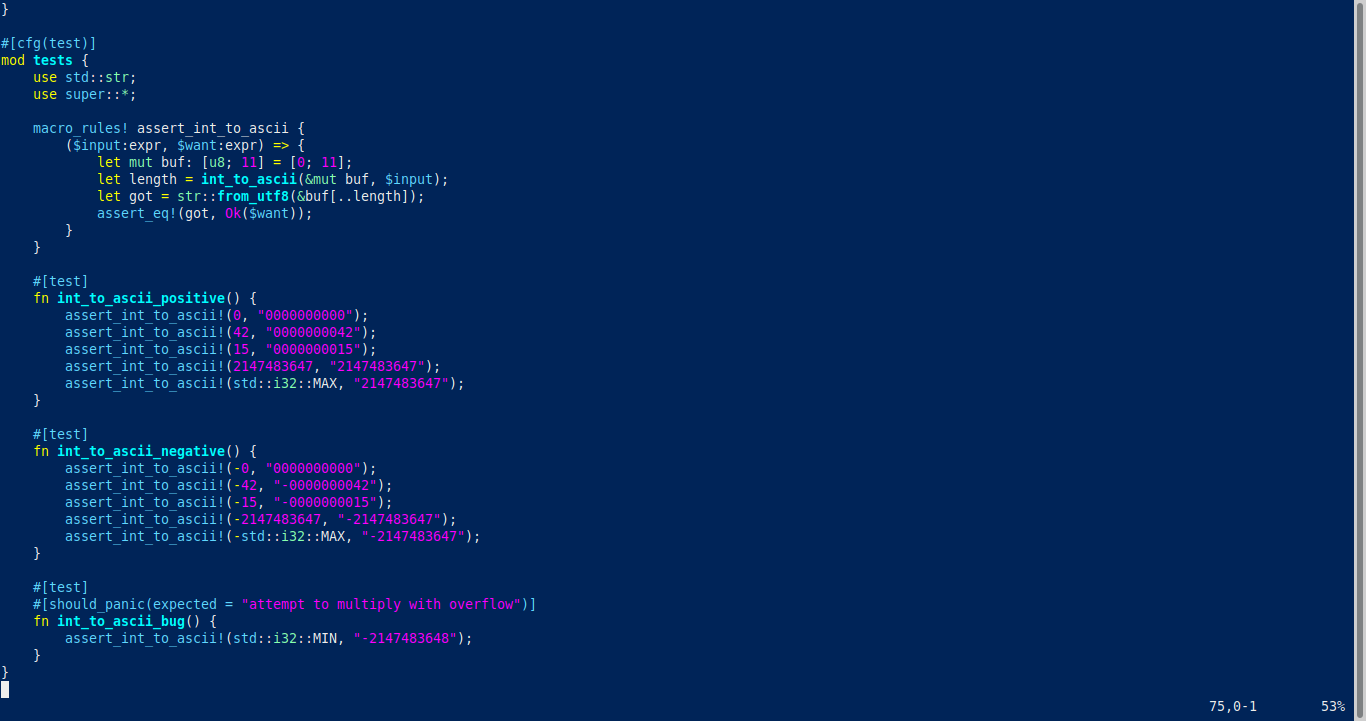 }

#[cfg(test)]
mod tests {
    use std::str;
    use super::*;

    macro_rules! assert_int_to_ascii {
        ($input:expr, $want:expr) => {
            let mut buf: [u8; 11] = [0; 11];
            let length = int_to_ascii(&mut buf, $input);
            let got = str::from_utf8(&buf[..length]);
            assert_eq!(got, Ok($want));
        }
    }

    #[test]
    fn int_to_ascii_positive() {
        assert_int_to_ascii!(0, "0000000000");
        assert_int_to_ascii!(42, "0000000042");
        assert_int_to_ascii!(15, "0000000015");
        assert_int_to_ascii!(2147483647, "2147483647");
        assert_int_to_ascii!(std::i32::MAX, "2147483647");
    }

    #[test]
    fn int_to_ascii_negative() {
        assert_int_to_ascii!(-0, "0000000000");
        assert_int_to_ascii!(-42, "-0000000042");
        assert_int_to_ascii!(-15, "-0000000015");
        assert_int_to_ascii!(-2147483647, "-2147483647");
        assert_int_to_ascii!(-std::i32::MAX, "-2147483647");
    }

    #[test]
    #[should_panic(expected = "attempt to multiply with overflow")]
    fn int_to_ascii_bug() {
        assert_int_to_ascii!(std::i32::MIN, "-2147483648");
    }
}
75,0-1 53%